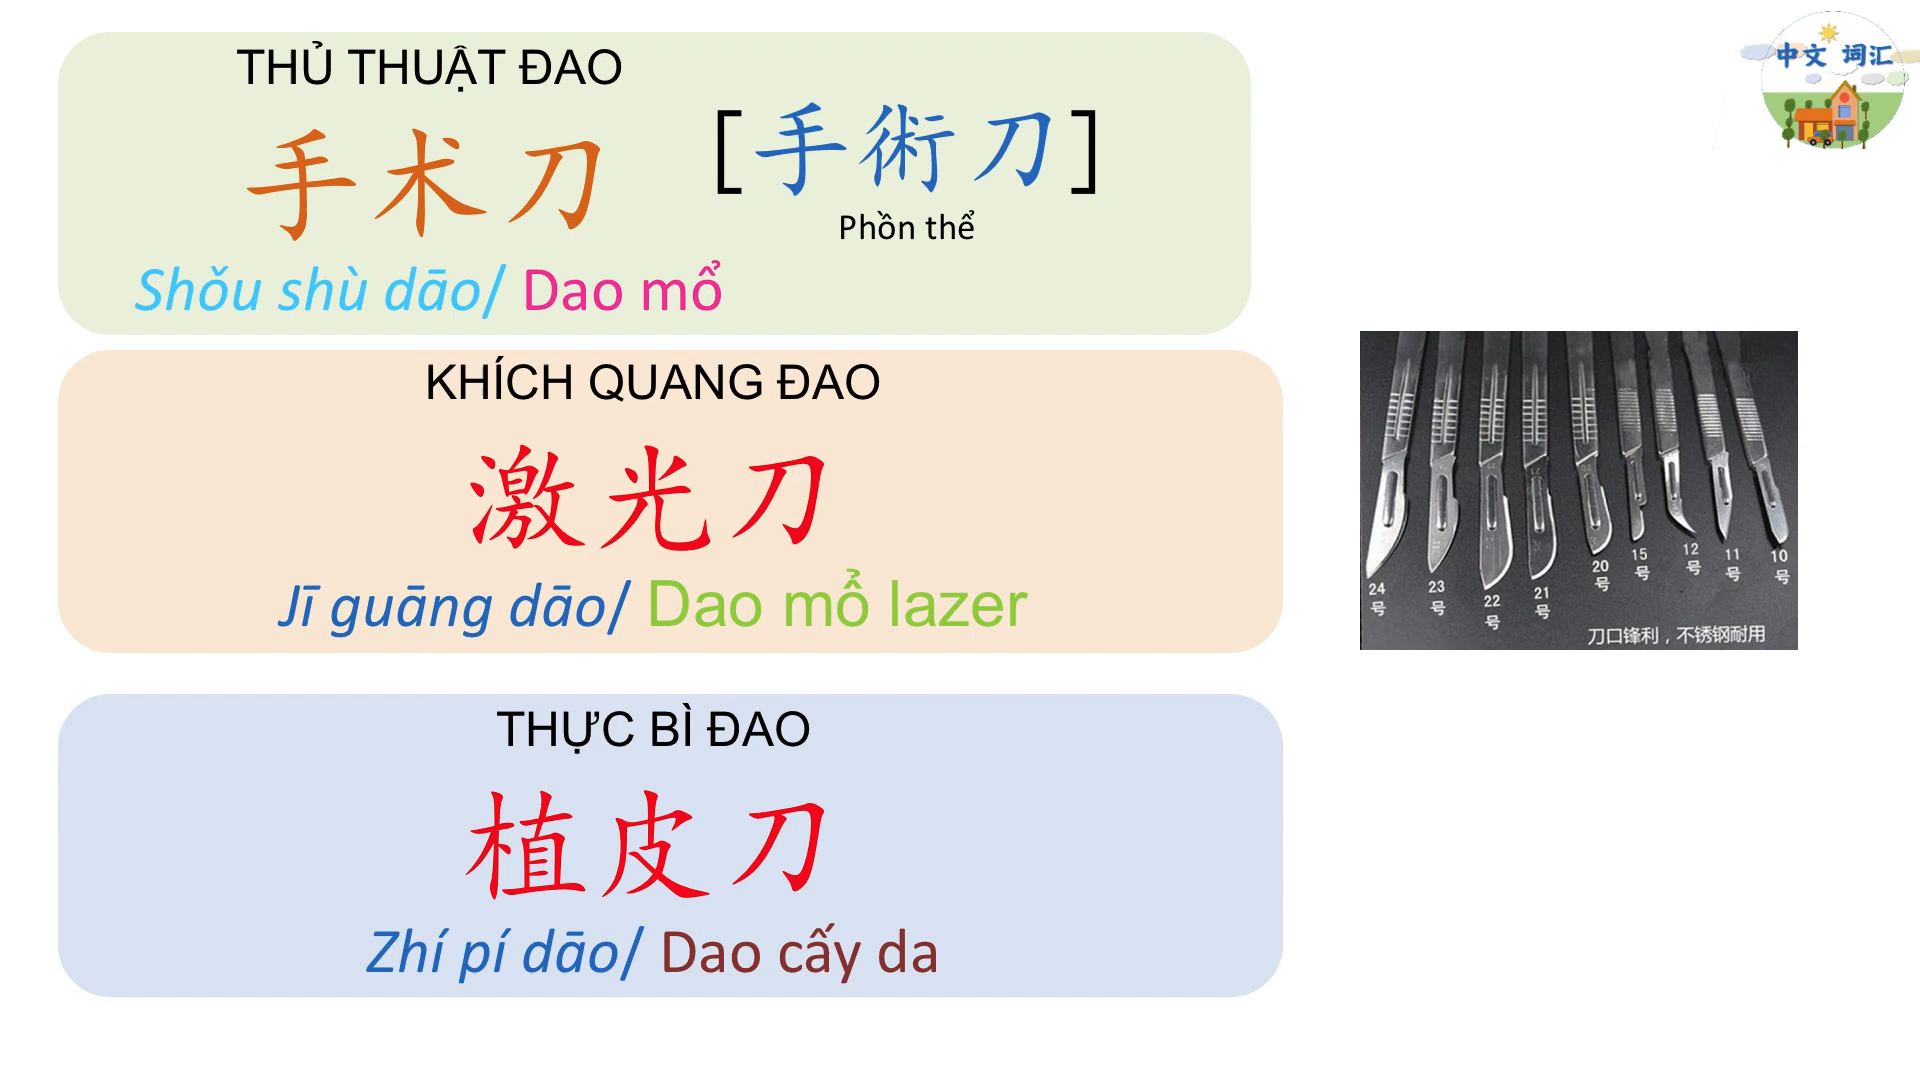 THỦ THUẬT ĐAO
手术刀 [手術刀]
Phồn thể
Shǒu shù dāo/ Dao mổ
KHÍCH QUANG ĐAO
激光刀
Jī guāng dāo/ Dao mổ lazer
THỰC BÌ ĐAO
植皮刀
Zhí pí dāo/ Dao cấy da
中文 词汇
24号
23号
22号
21号
20号
15号
12号
11号
10号
刀口锋利，不锈钢耐用